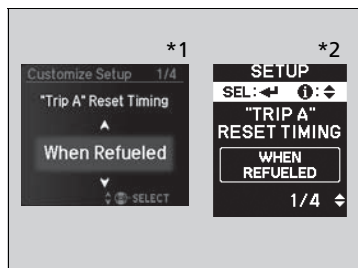 *1
Customize Setup 1/4
"Trip A" Reset Timing
When Refueled
SELECT
*2
SETUP
SEL: :
"TRIP A"
RESET TIMING
WHEN
REFUELED
1/4